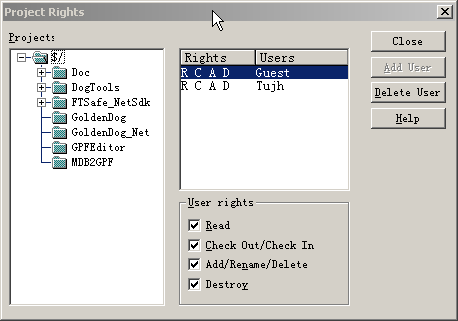 Project Rights
Projects:
$/
Doc
DogTools
FTSafe_NetSdk
GoldenDog
GoldenDog_Net
GPFEditor
MDB2GPF
Rights Users
R C A D Guest
R C A D Tujh
User rights
Read
Check Out/Check In
Add/Rename/Delete
Destroy
Close
Add User
Delete User
Help